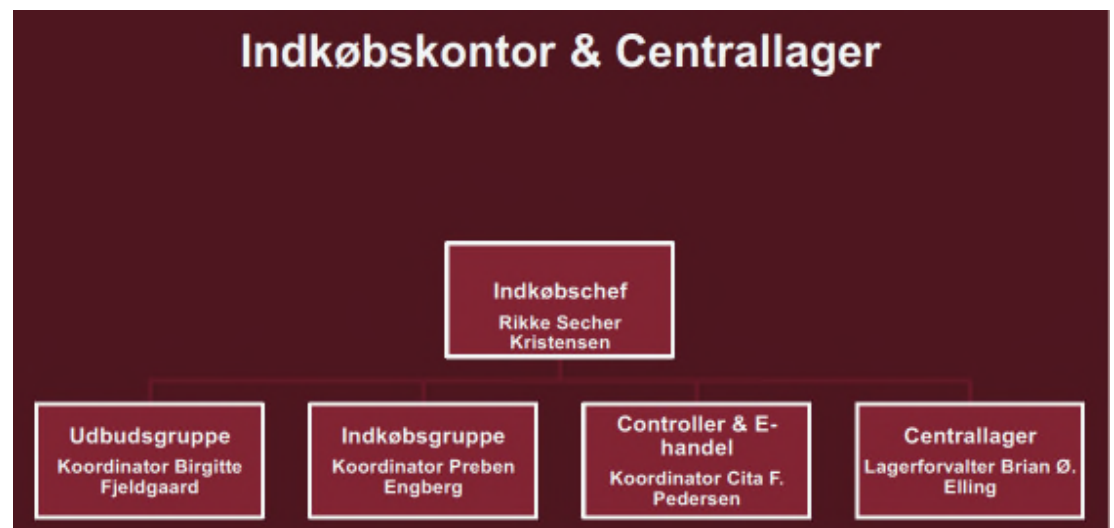 Indkøbskontor & Centrallager
Indkøbschef
Rikke Secher
Kristensen
Udbudsgruppe
Koordinator Birgitte
Fjeldgaard
Indkøbsgruppe
Koordinator Preben
Engberg
Controller & E-
handel
Koordinator Cita F.
Pedersen
Centrallager
Lagerforvalter Brian Ø.
Elling